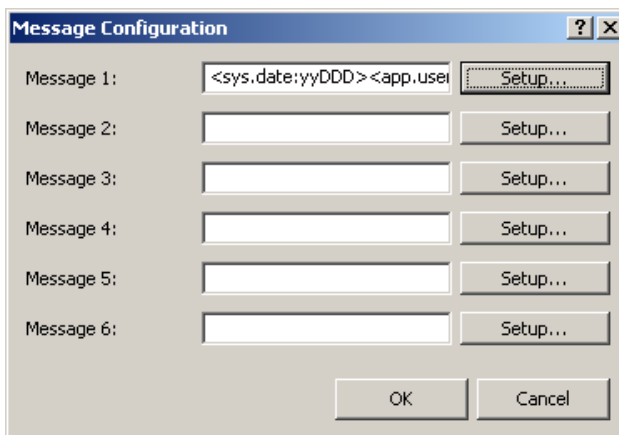 Message Configuration
Message 1: <sys.date:yyDDD><app.user Setup...
Message 2: Setup...
Message 3: Setup...
Message 4: Setup...
Message 5: Setup...
Message 6: Setup...
OK Cancel